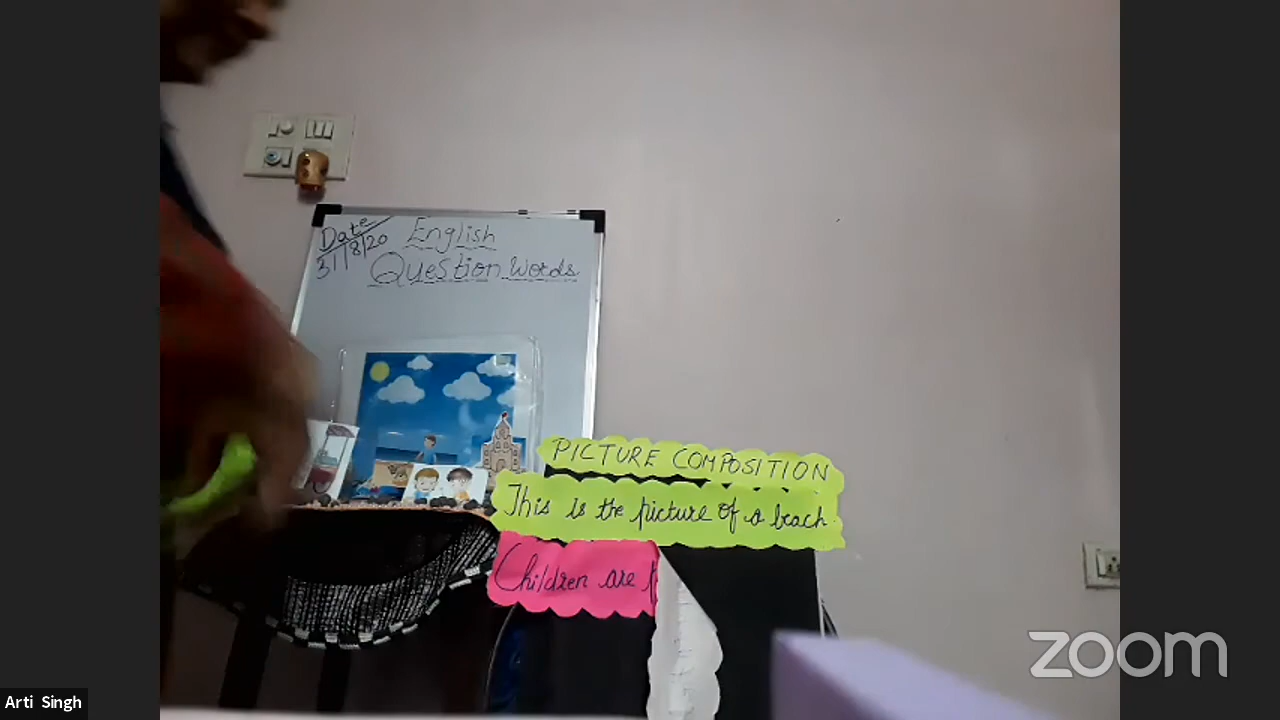 Date
31/8/20
English
Question Words
PICTURE COMPOSITION
This is the picture of a beach.
Children are
zoom
Arti Singh